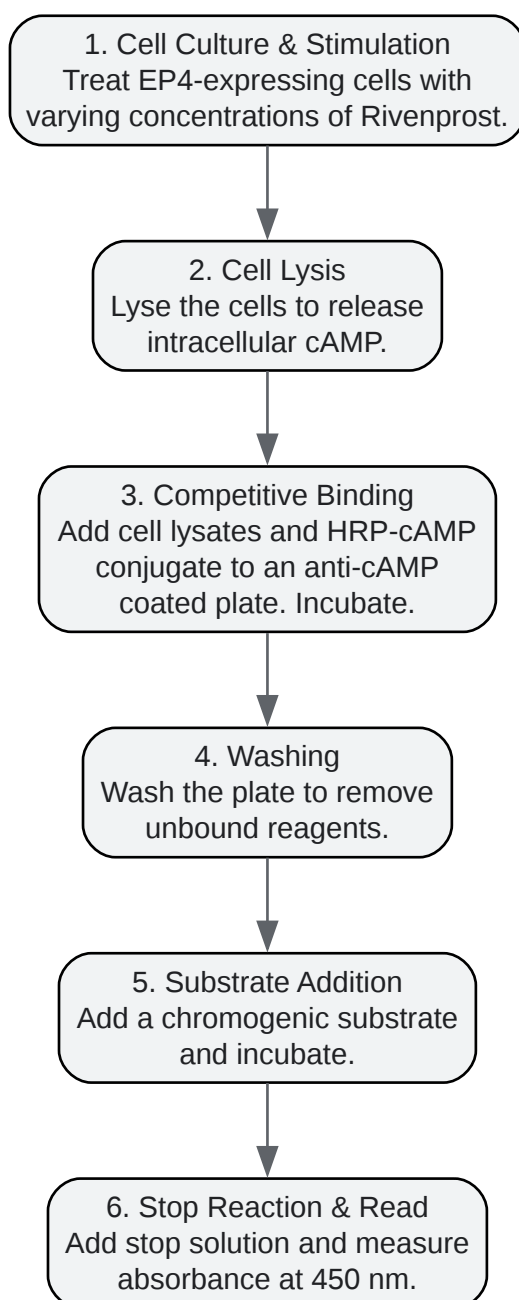 1. Cell Culture & Stimulation
Treat EP4-expressing cells with
varying concentrations of Rivenprost.
2. Cell Lysis
Lyse the cells to release
intracellular cAMP.
3. Competitive Binding
Add cell lysates and HRP-cAMP
conjugate to an anti-cAMP
coated plate. Incubate.
4. Washing
Wash the plate to remove
unbound reagents.
5. Substrate Addition
Add a chromogenic substrate
and incubate.
6. Stop Reaction & Read
Add stop solution and measure
absorbance at 450 nm.